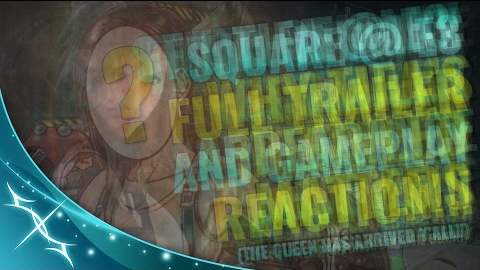 ?
SQUARE@E3
FULL TRAILER
AND GAMEPLAY
REACTIONS
(THE QUEEN HAS ARRIVED Y'ALL!!)